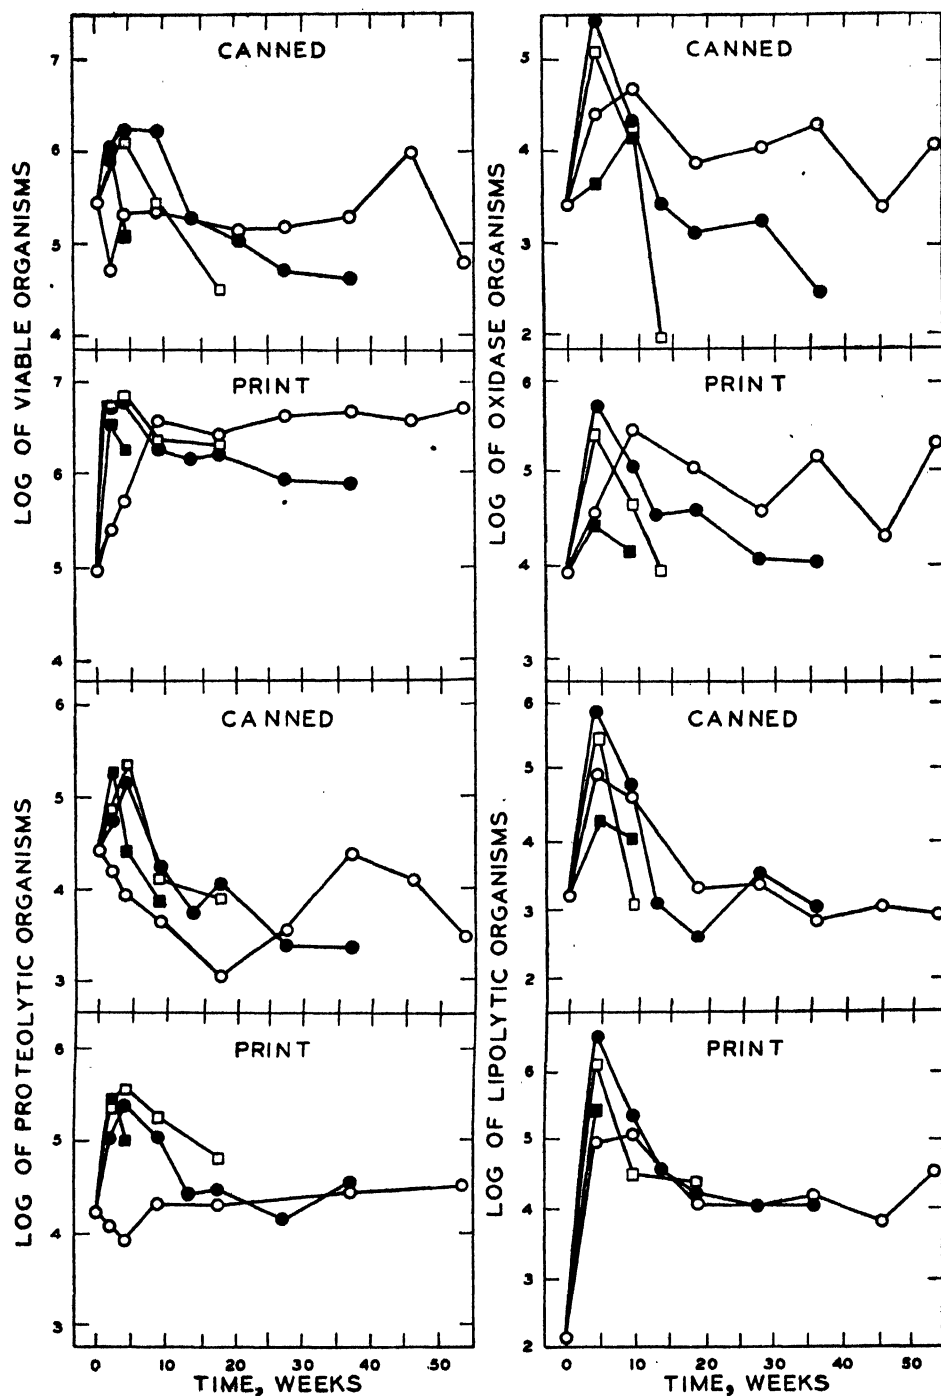 CANNED
7
6
5
4
LOG OF VIABLE ORGANISMS
PRINT
7
6
5
4
CANNED
6
5
4
3
LOG OF PROTEOLYTIC ORGANISMS
PRINT
6
5
4
3
0 10 20 30 40 50
TIME, WEEKS
CANNED
5
4
3
2
LOG OF OXIDASE ORGANISMS
PRINT
6
5
4
3
CANNED
6
5
4
3
2
LOG OF LIPOLYTIC ORGANISMS
PRINT
6
5
4
3
2
0 10 20 30 40 50
TIME, WEEKS